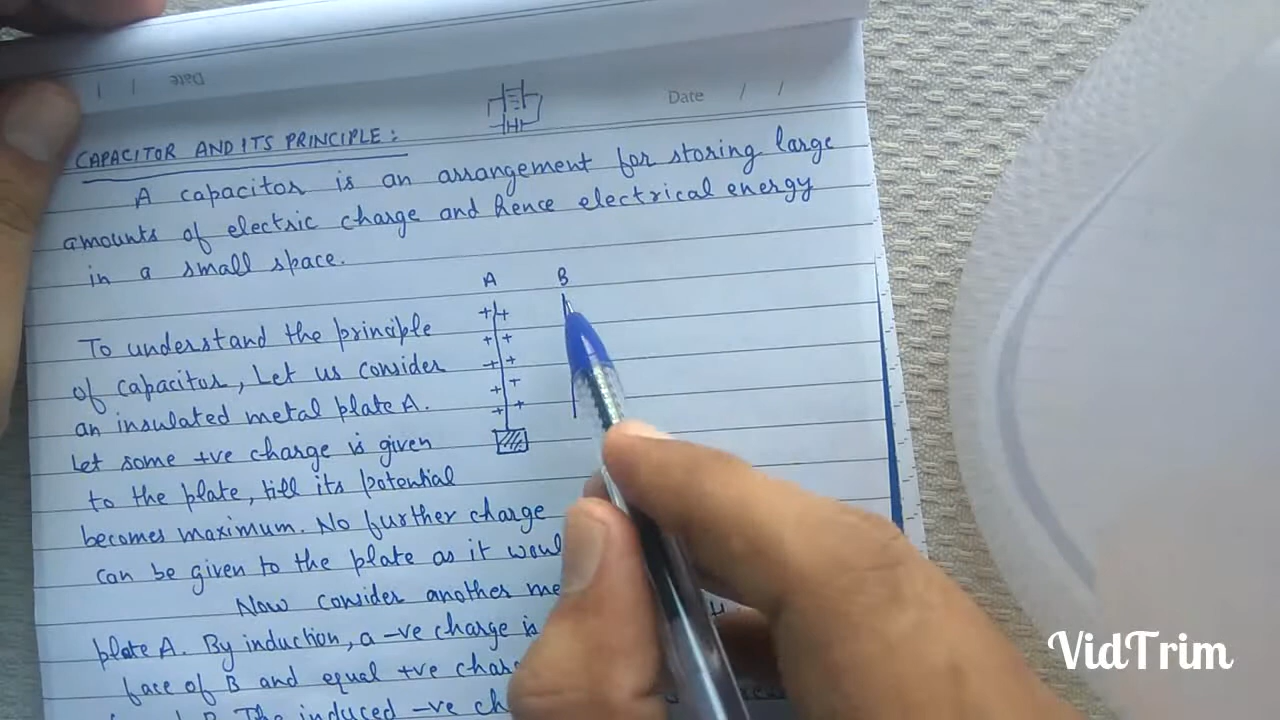 Date
Date / /
CAPACITOR AND ITS PRINCIPLE:
A capacitor is an arrangement for storing large
amounts of electric charge and hence electrical energy
in a small space.
A B
To understand the principle
of capacitor, Let us consider
an insulated metal plate A.
Let some +ve charge is given
to the plate, till its potential
becomes maximum. No further charge
can be given to the plate as it woul
Now consider another me
plate A. By induction, a -ve charge is
face of B and equal +ve char
The induced -ve ch
VidTrim